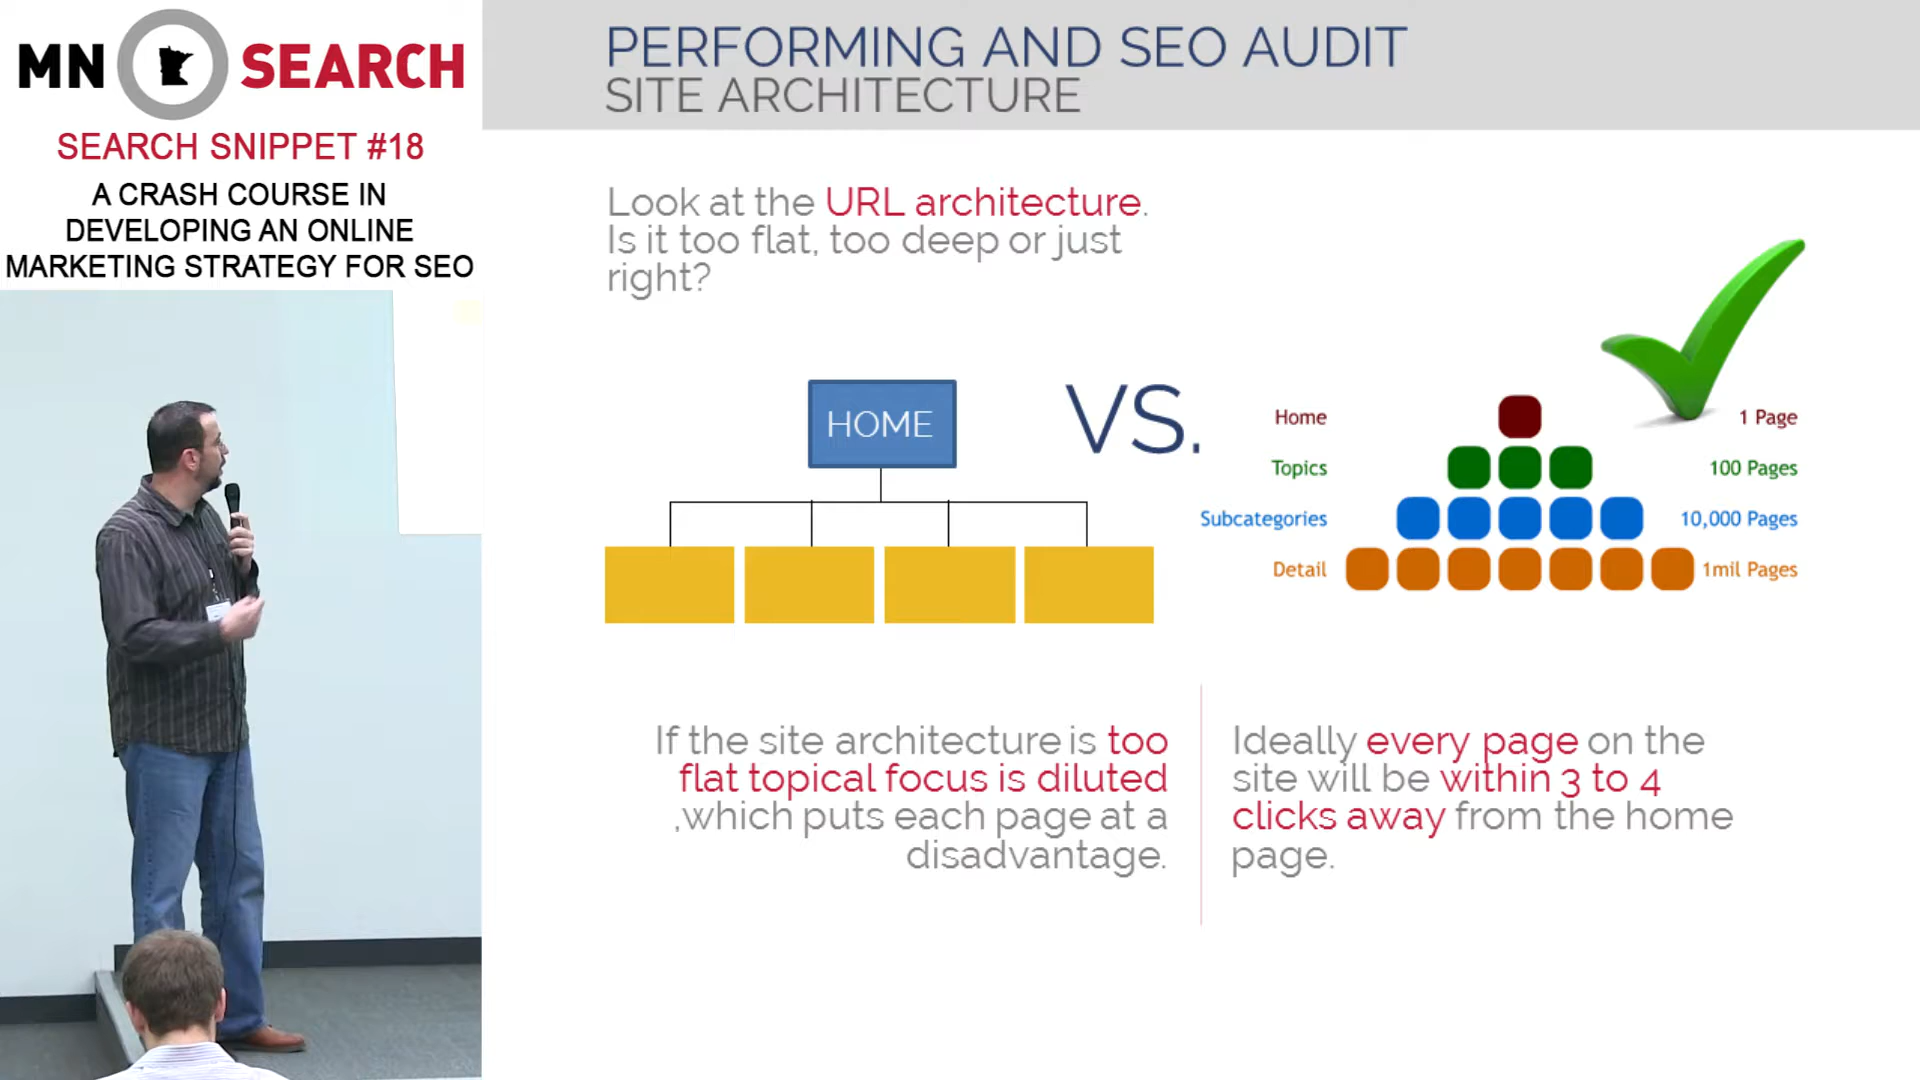 MN SEARCH
SEARCH SNIPPET #18
A CRASH COURSE IN
DEVELOPING AN ONLINE
MARKETING STRATEGY FOR SEO
PERFORMING AND SEO AUDIT
SITE ARCHITECTURE
Look at the URL architecture.
Is it too flat, too deep or just
right?
HOME
VS.
Home 1 Page
Topics 100 Pages
Subcategories 10,000 Pages
Detail 1mil Pages
If the site architecture is too
flat topical focus is diluted
,which puts each page at a
disadvantage.
Ideally every page on the
site will be within 3 to 4
clicks away from the home
page.